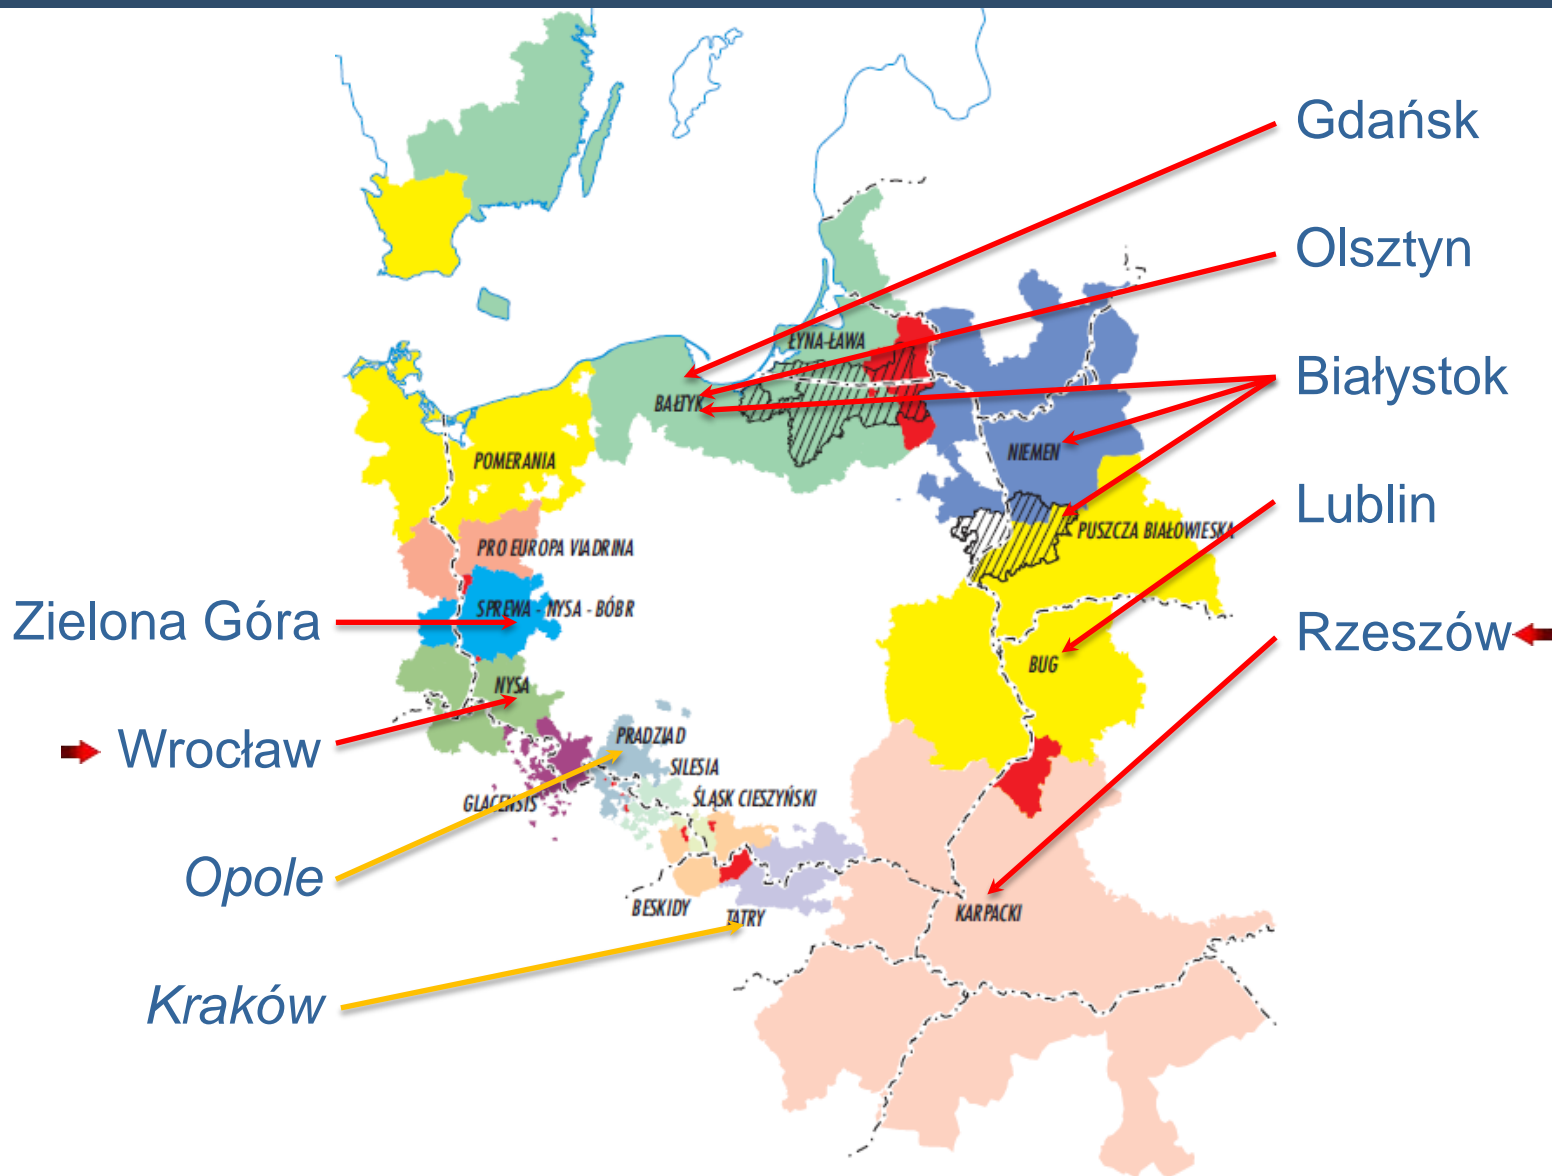 Gdańsk
Olsztyn
ŁYNA-ŁAWA
Białystok
BAŁTYK
NIEMEN
POMERANIA
Lublin
PUSZCZA BIAŁOWIESKA
PRO EUROPA VIADRINA
Zielona Góra
SPREWA - NYSA - BÓBR
Rzeszów
BUG
NYSA
Wrocław
PRADZIAD
SILESIA
GLACENSIS
ŚLĄSK CIESZYŃSKI
Opole
BESKIDY
TATRY
KARPACKI
Kraków